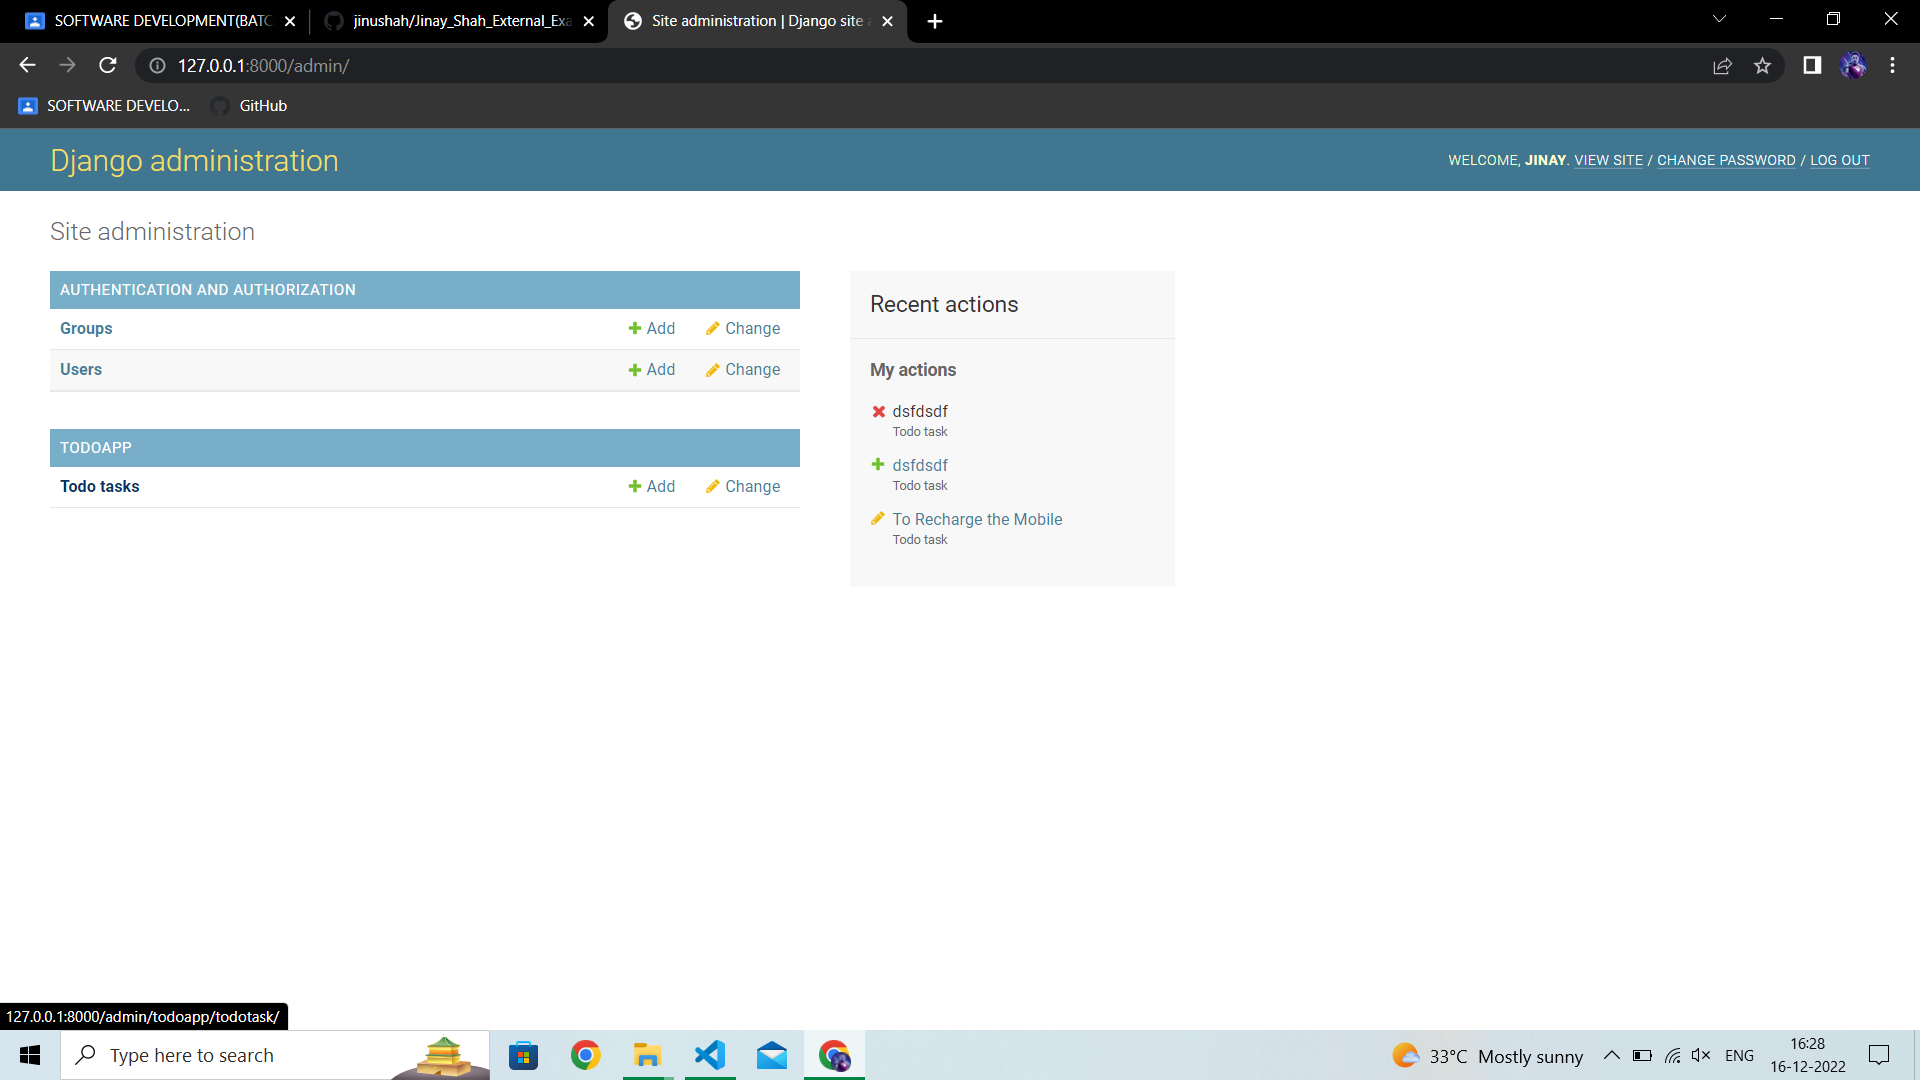 SOFTWARE DEVELOPMENT(BATC
jinushah/Jinay_Shah_External_Exa
Site administration | Django site a
127.0.0.1:8000/admin/
SOFTWARE DEVELO...
GitHub
Django administration
WELCOME, JINAY. VIEW SITE / CHANGE PASSWORD / LOG OUT
Site administration
AUTHENTICATION AND AUTHORIZATION
Groups Add Change
Users Add Change
TODOAPP
Todo tasks Add Change
Recent actions
My actions
dsfdsdf
Todo task
dsfdsdf
Todo task
To Recharge the Mobile
Todo task
127.0.0.1:8000/admin/todoapp/todotask/
Type here to search
33°C Mostly sunny
ENG
16:28
16-12-2022